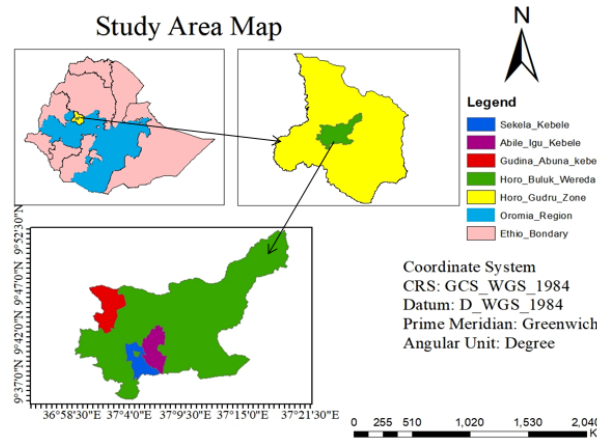 Study Area Map
N
Legend
Sekela_Kebele
Abile_Igu_Kebele
Gudina_Abuna_kebe
Horo_Buluk_Wereda
Horo_Gudru_Zone
Oromia_Region
Ethio_Bondary
Coordinate System
CRS: GCS_WGS_1984
Datum: D_WGS_1984
Prime Meridian: Greenwich
Angular Unit: Degree
9°52'30"N
9°47'0"N
9°42'0"N
9°37'0"N
36°58'30"E
37°4'0"E
37°9'30"E
37°15'0"E
37°21'30"E
0 255 510 1,020 1,530 2,040
K